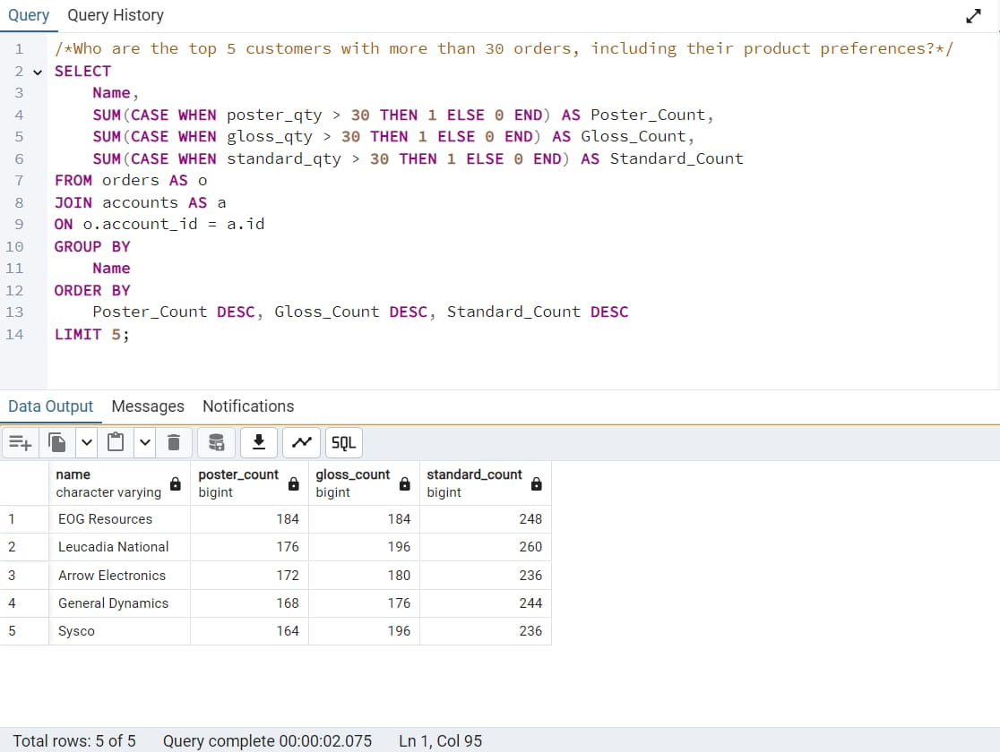 Query Query History
1 /*Who are the top 5 customers with more than 30 orders, including their product preferences?*/
2 SELECT
3 Name,
4 SUM(CASE WHEN poster_qty > 30 THEN 1 ELSE 0 END) AS Poster_Count,
5 SUM(CASE WHEN gloss_qty > 30 THEN 1 ELSE 0 END) AS Gloss_Count,
6 SUM(CASE WHEN standard_qty > 30 THEN 1 ELSE 0 END) AS Standard_Count
7 FROM orders AS o
8 JOIN accounts AS a
9 ON o.account_id = a.id
10 GROUP BY
11 Name
12 ORDER BY
13 Poster_Count DESC, Gloss_Count DESC, Standard_Count DESC
14 LIMIT 5;
Data Output Messages Notifications
SQL
name poster_count gloss_count standard_count
character varying bigint bigint bigint
1 EOG Resources 184 184 248
2 Leucadia National 176 196 260
3 Arrow Electronics 172 180 236
4 General Dynamics 168 176 244
5 Sysco 164 196 236
Total rows: 5 of 5 Query complete 00:00:02.075 Ln 1, Col 95